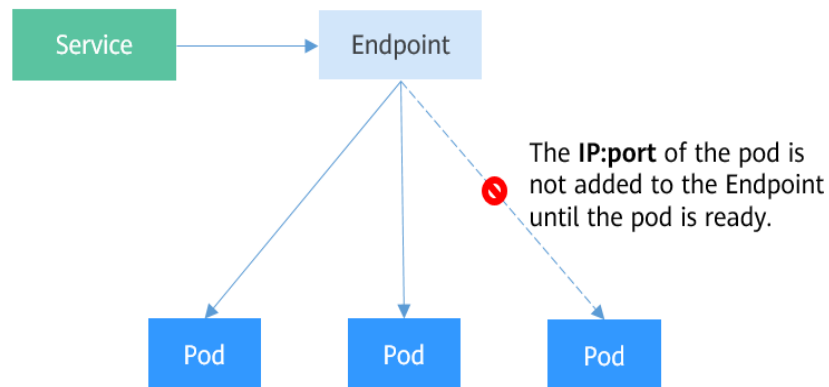 Service
Endpoint
The IP:port of the pod is
not added to the Endpoint
until the pod is ready.
Pod
Pod
Pod